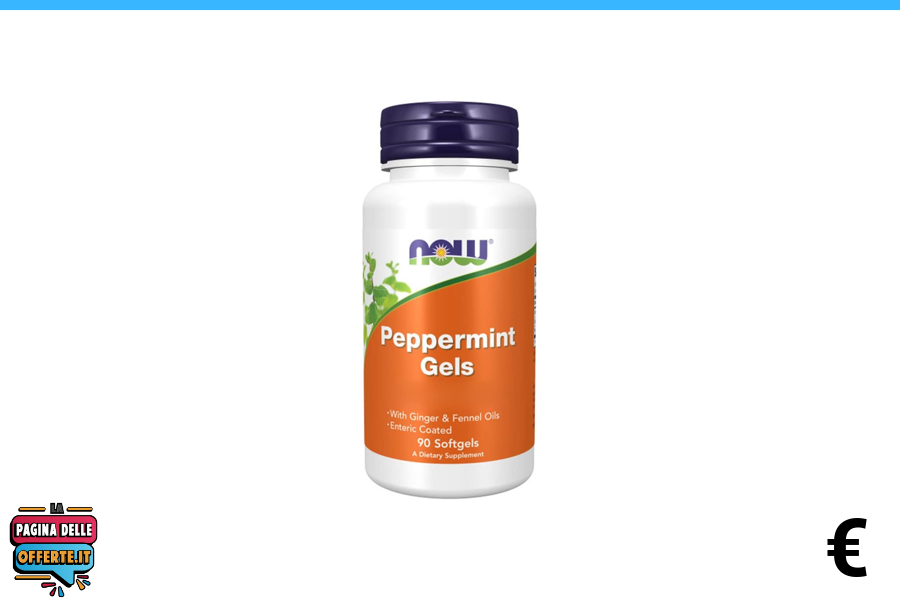 now®
Peppermint
Gels
• With Ginger & Fennel Oils
• Enteric Coated
90 Softgels
A Dietary Supplement
LA
PAGINA DELLE
OFFERTE.IT
€